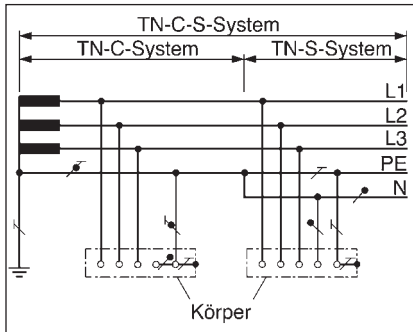 TN-C-S-System
TN-C-System TN-S-System
L1
L2
L3
PE
N
Körper